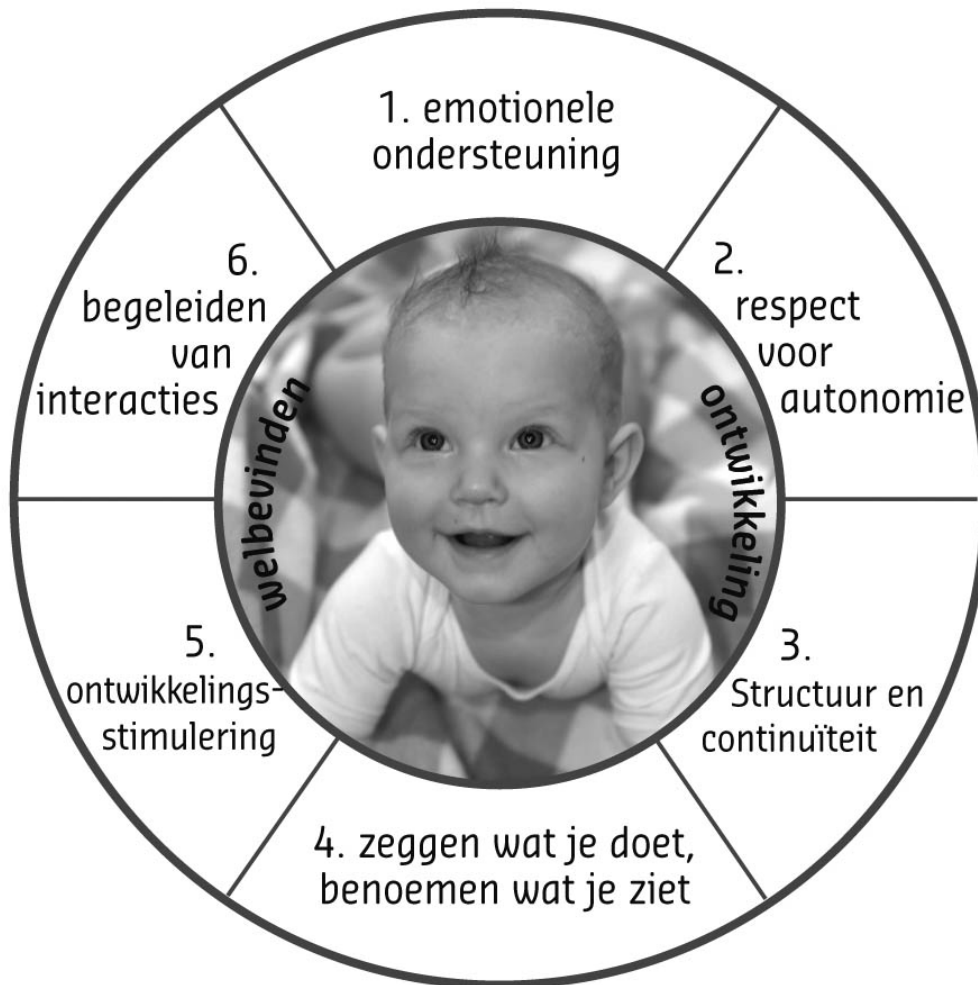 1. emotionele
ondersteuning
2.
respect
voor
autonomie
3.
Structuur en
continuïteit
4. zeggen wat je doet,
benoemen wat je ziet
5.
ontwikkelings-
stimulering
6.
begeleiden
van
interacties
welbevinden
ontwikkeling